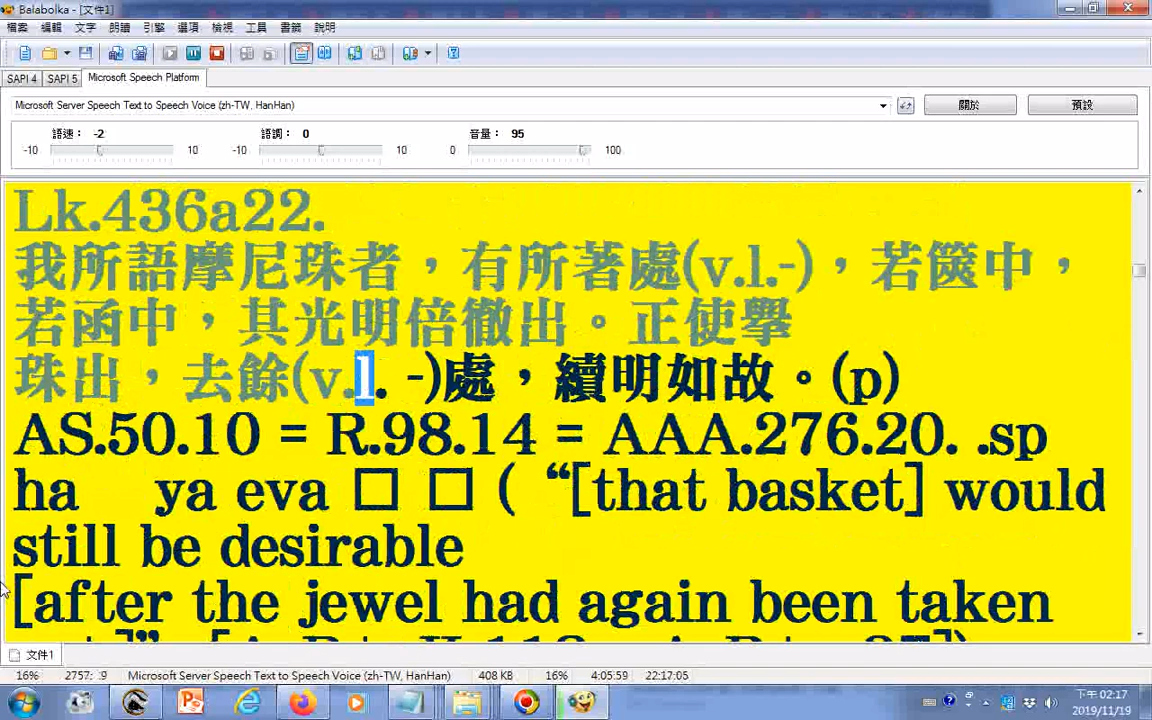 Balabolka - [文件1]
檔案 編輯 文字 朗讀 引擎 選項 檢視 工具 書籤 說明
SAPI 4 SAPI 5 Microsoft Speech Platform
Microsoft Server Speech Text to Speech Voice (zh-TW, HanHan) 關於 預設
語速： -2 語調： 0 音量： 95
-10 10 -10 10 0 100
Lk.436a22.
我所語摩尼珠者，有所著處(v.l.-)，若篋中，
若函中，其光明倍徹出。正使擧
珠出，去餘(v.l. -)處，續明如故。(p)
AS.50.10 = R.98.14 = AAA.276.20. .sp
ha ya eva □ □ ( “[that basket] would
still be desirable
[after the jewel had again been taken
文件1
16% 2757: :9 Microsoft Server Speech Text to Speech Voice (zh-TW, HanHan) 408 KB 16% 4:05:59 22:17:05
下午 02:17
2019/11/19